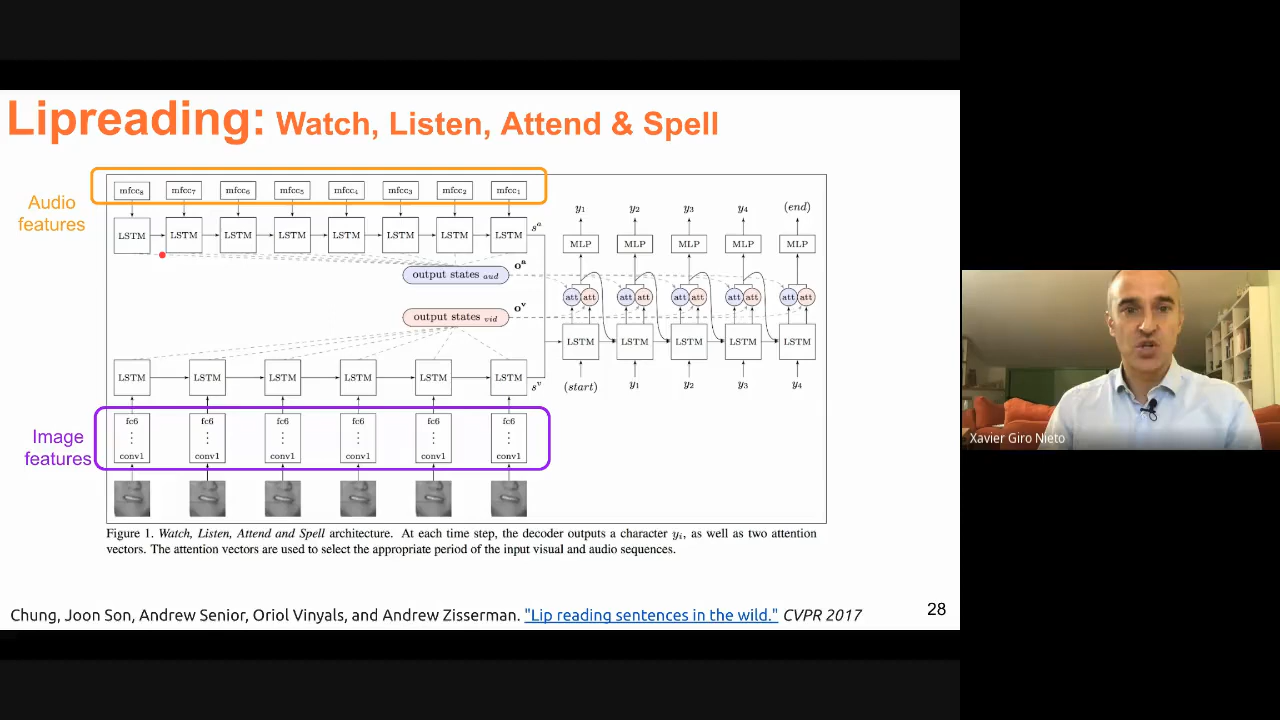 Lipreading: Watch, Listen, Attend & Spell
Audio
features
mfcc₈ mfcc₇ mfcc₆ mfcc₅ mfcc₄ mfcc₃ mfcc₂ mfcc₁
LSTM LSTM LSTM LSTM LSTM LSTM LSTM LSTM
sᵃ
output states aud
oᵃ
output states vid
oᵛ
LSTM LSTM LSTM LSTM LSTM LSTM
sᵛ
Image
features
fc6 fc6 fc6 fc6 fc6 fc6
conv1 conv1 conv1 conv1 conv1 conv1
y₁ y₂ y₃ y₄ (end)
MLP MLP MLP MLP MLP
att att att att att att att att att att
LSTM LSTM LSTM LSTM LSTM
(start) y₁ y₂ y₃ y₄
Figure 1. Watch, Listen, Attend and Spell architecture. At each time step, the decoder outputs a character yᵢ, as well as two attention
vectors. The attention vectors are used to select the appropriate period of the input visual and audio sequences.
Chung, Joon Son, Andrew Senior, Oriol Vinyals, and Andrew Zisserman. "Lip reading sentences in the wild." CVPR 2017
28
Xavier Giro Nieto